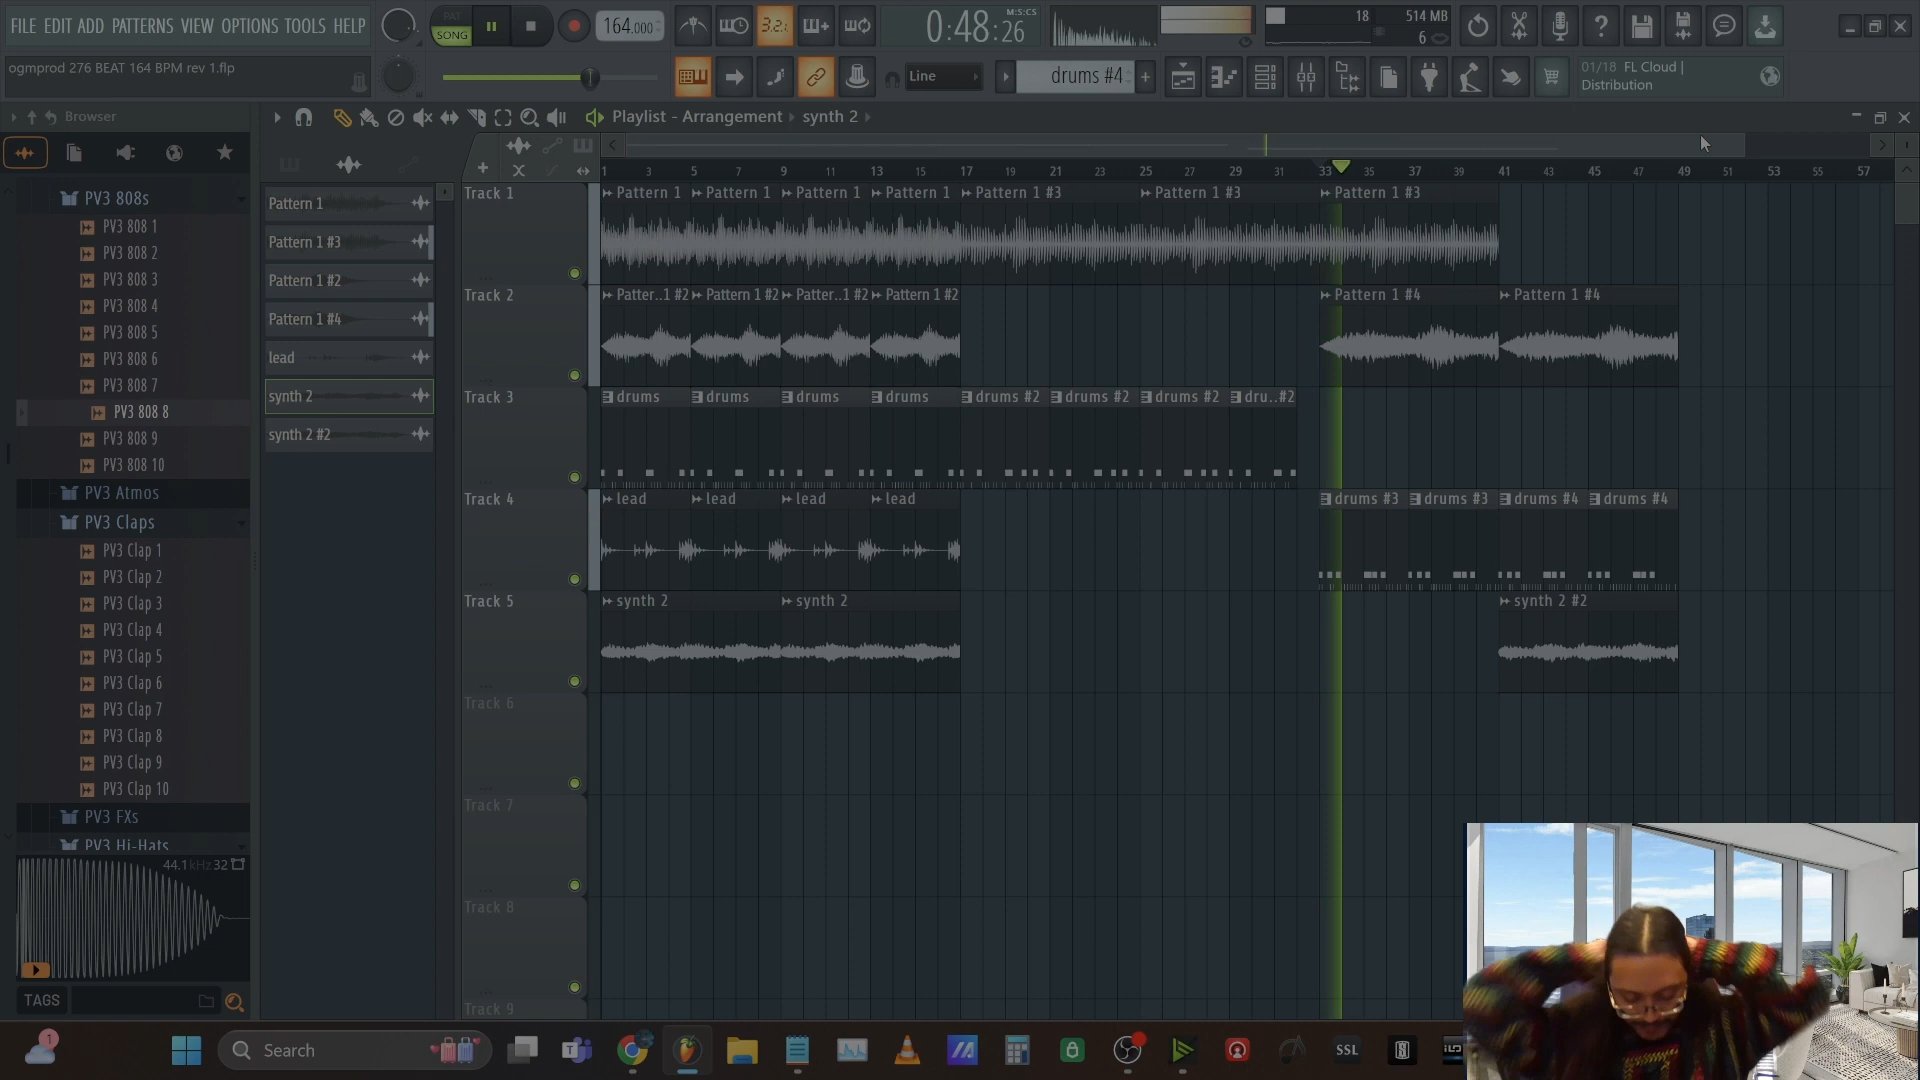 FILE EDIT ADD PATTERNS VIEW OPTIONS TOOLS HELP
PAT
SONG
164.000
3.2.
0:48:26
M:S:CS
18
514 MB
6
ogmprod 276 BEAT 164 BPM rev 1.flp
Line
drums #4
01/18 FL Cloud |
Distribution
Browser
Playlist - Arrangement
synth 2
1 3 5 7 9 11 13 15 17 19 21 23 25 27 29 31 33 35 37 39 41 43 45 47 49 51 53 55 57
PV3 808s
PV3 808 1
PV3 808 2
PV3 808 3
PV3 808 4
PV3 808 5
PV3 808 6
PV3 808 7
PV3 808 8
PV3 808 9
PV3 808 10
PV3 Atmos
PV3 Claps
PV3 Clap 1
PV3 Clap 2
PV3 Clap 3
PV3 Clap 4
PV3 Clap 5
PV3 Clap 6
PV3 Clap 7
PV3 Clap 8
PV3 Clap 9
PV3 Clap 10
PV3 FXs
PV3 Hi-Hats
44.1kHz 32
TAGS
Pattern 1
Pattern 1 #3
Pattern 1 #2
Pattern 1 #4
lead
synth 2
synth 2 #2
Track 1
Pattern 1 Pattern 1 Pattern 1 Pattern 1 Pattern 1 #3 Pattern 1 #3 Pattern 1 #3
Track 2
Patter..1 #2 Pattern 1 #2 Patter..1 #2 Pattern 1 #2 Pattern 1 #4 Pattern 1 #4
Track 3
drums drums drums drums drums #2 drums #2 drums #2 dru..#2
Track 4
lead lead lead lead drums #3 drums #3 drums #4 drums #4
Track 5
synth 2 synth 2 synth 2 #2
Track 6
Track 7
Track 8
Track 9
1
Search
SSL